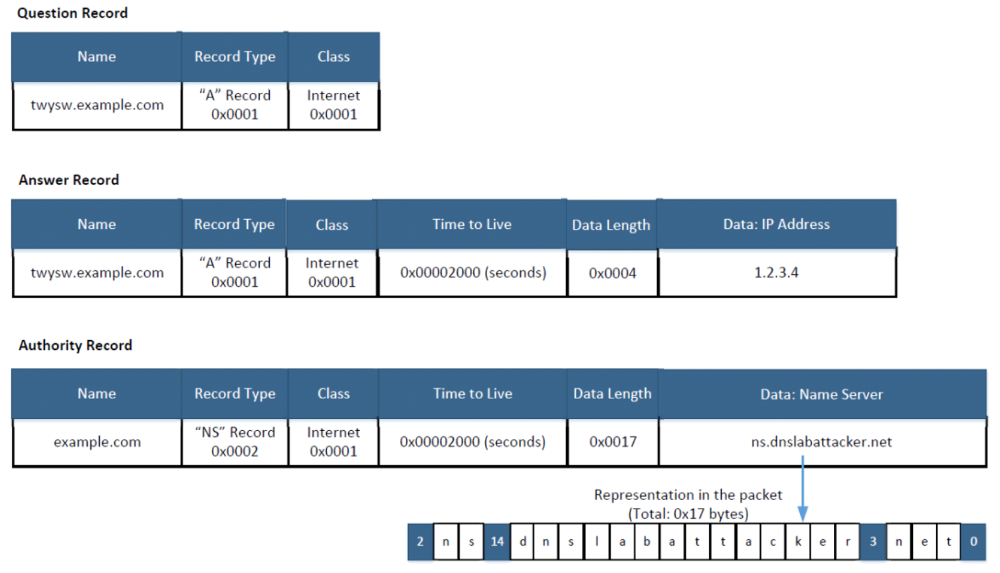 Question Record
Name Record Type Class
twysw.example.com "A" Record 0x0001 Internet 0x0001
Answer Record
Name Record Type Class Time to Live Data Length Data: IP Address
twysw.example.com "A" Record 0x0001 Internet 0x0001 0x00002000 (seconds) 0x0004 1.2.3.4
Authority Record
Name Record Type Class Time to Live Data Length Data: Name Server
example.com "NS" Record 0x0002 Internet 0x0001 0x00002000 (seconds) 0x0017 ns.dnslabattacker.net
Representation in the packet
(Total: 0x17 bytes)
2 n s 14 d n s l a b a t t a c k e r 3 n e t 0